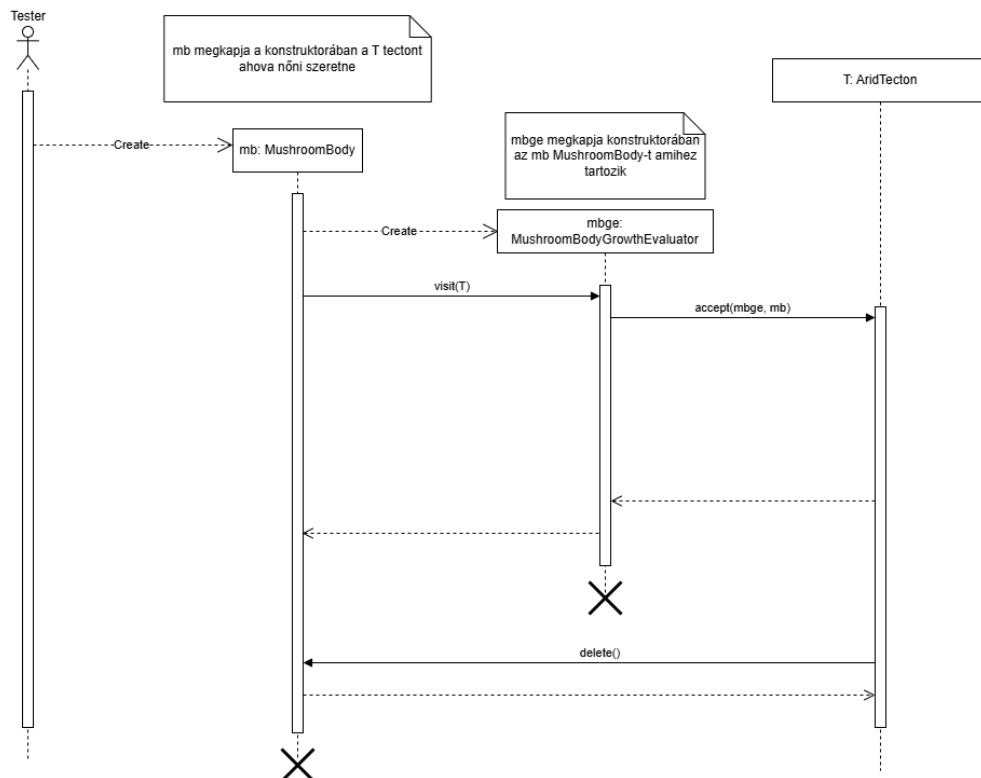 Tester
mb megkapja a konstruktorában a T tectont
ahova nőni szeretne
T: AridTecton
Create
mb: MushroomBody
mbge megkapja konstruktorában
az mb MushroomBody-t amihez
tartozik
Create
mbge:
MushroomBodyGrowthEvaluator
visit(T)
accept(mbge, mb)
delete()